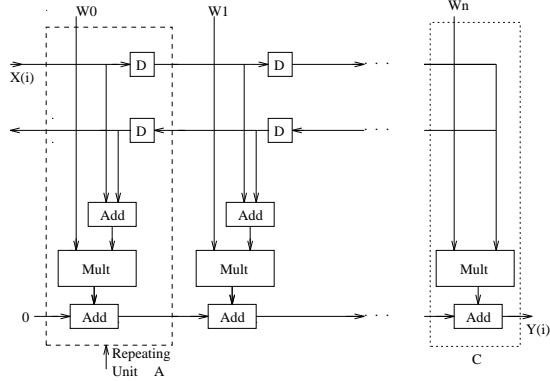 W0 W1 Wn
X(i) D D . . .
D D . . .
Add Add
Mult Mult Mult
0 Add Add . . . Add Y(i)
Repeating
Unit A
C